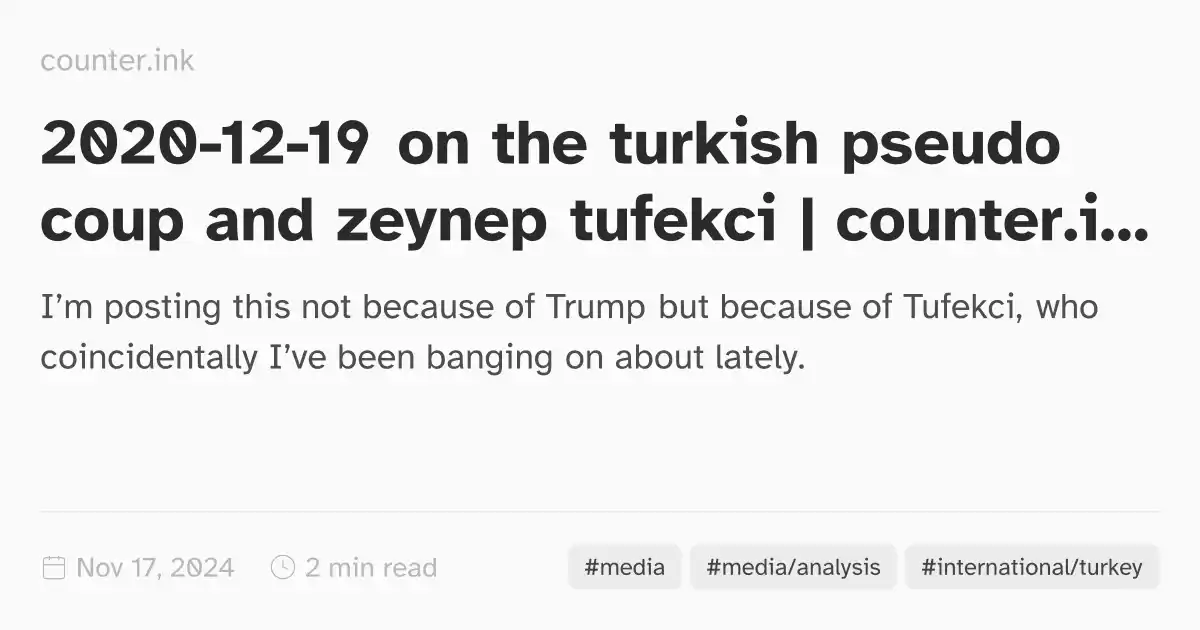 counter.ink
2020-12-19 on the turkish pseudo
coup and zeynep tufekci | counter.i...
I’m posting this not because of Trump but because of Tufekci, who
coincidentally I’ve been banging on about lately.
Nov 17, 2024 2 min read #media #media/analysis #international/turkey